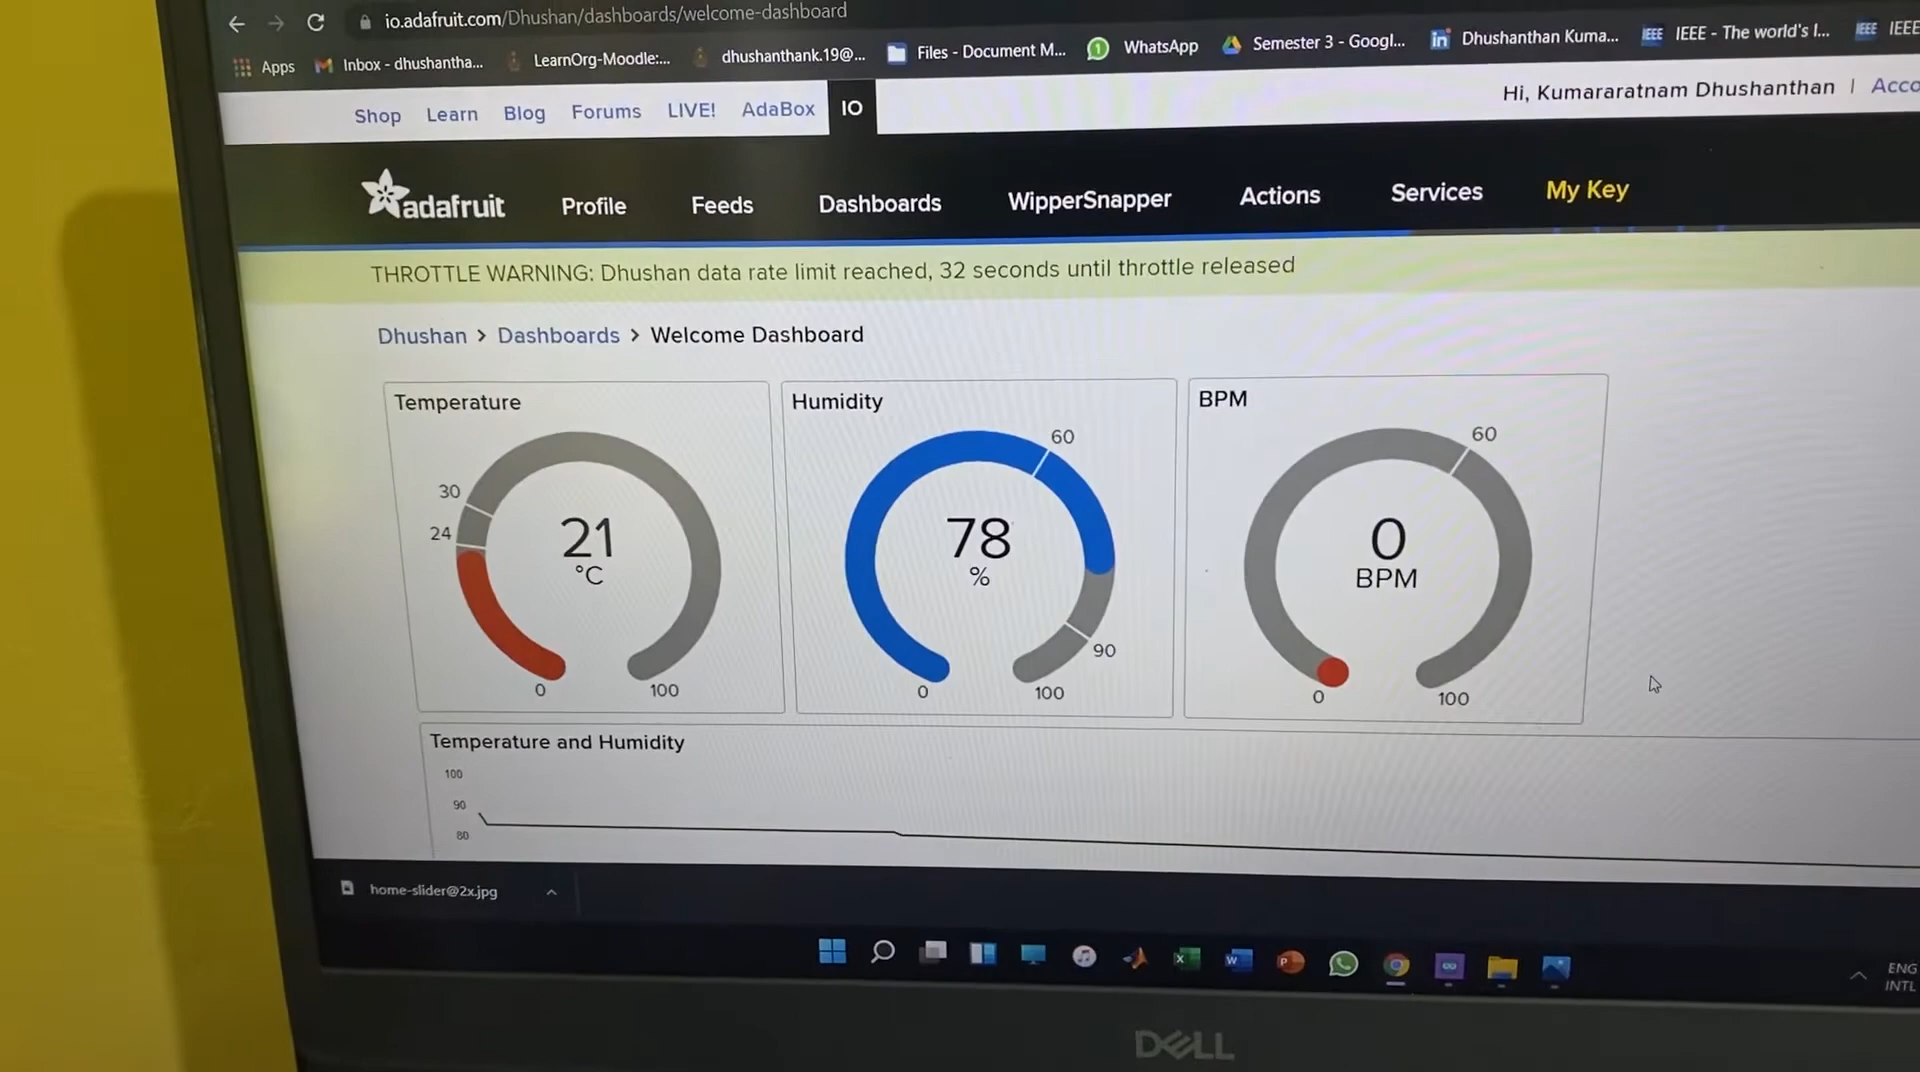 io.adafruit.com/Dhushan/dashboards/welcome-dashboard
Apps Inbox - dhushantha... LearnOrg-Moodle:... dhushanthank.19@... Files - Document M... WhatsApp Semester 3 - Googl... Dhushanthan Kuma... IEEE - The world's l... IEEE
Shop Learn Blog Forums LIVE! AdaBox IO Hi, Kumararatnam Dhushanthan | Acco
adafruit Profile Feeds Dashboards WipperSnapper Actions Services My Key
THROTTLE WARNING: Dhushan data rate limit reached, 32 seconds until throttle released
Dhushan > Dashboards > Welcome Dashboard
Temperature
30
24
21
°C
0
100
Humidity
60
78
%
90
0
100
BPM
60
0
BPM
0
100
Temperature and Humidity
100
90
80
home-slider@2x.jpg
ENG
INTL
DELL